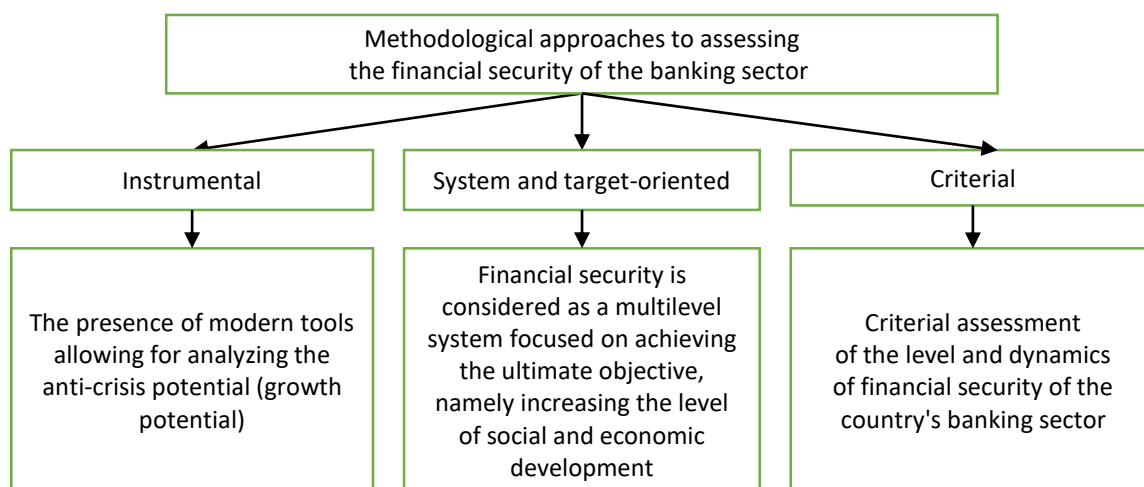 Methodological approaches to assessing
the financial security of the banking sector
Instrumental
System and target-oriented
Criterial
The presence of modern tools
allowing for analyzing the
anti-crisis potential (growth
potential)
Financial security is
considered as a multilevel
system focused on achieving
the ultimate objective,
namely increasing the level
of social and economic
development
Criterial assessment
of the level and dynamics
of financial security of the
country's banking sector